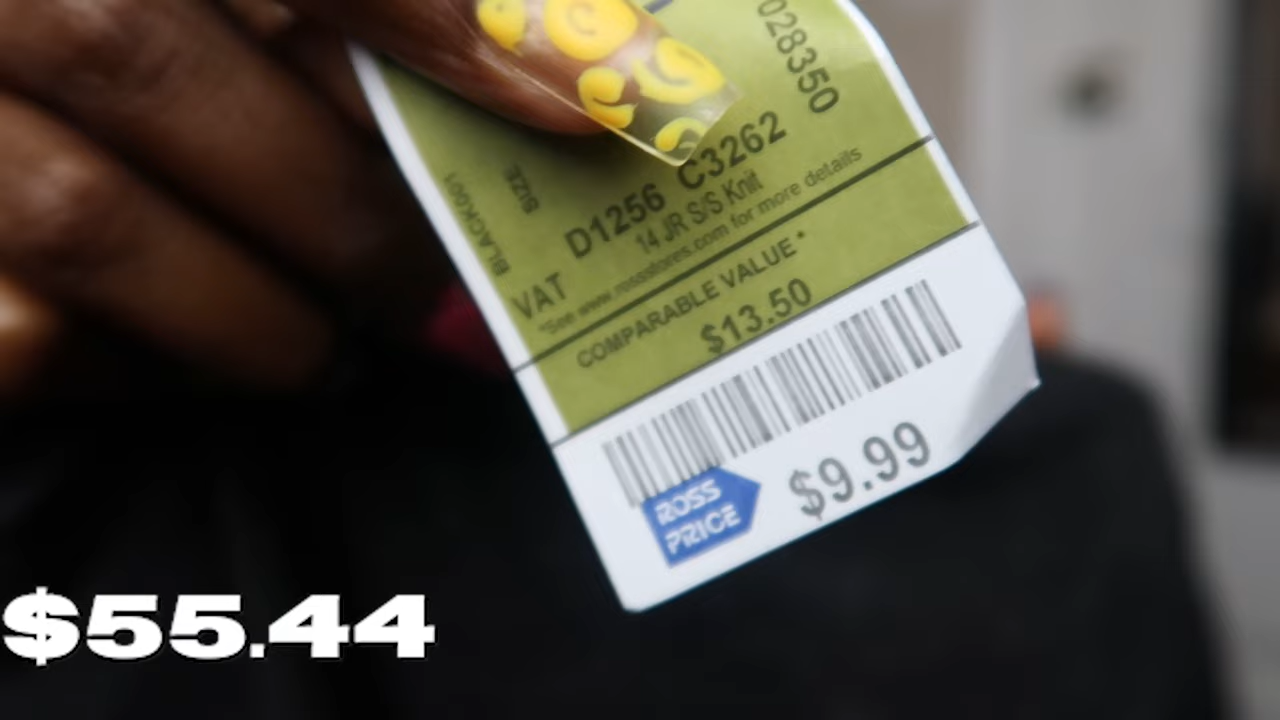 028350
BLACK001
SIZE
D1256 C3262
14 JR S/S Knit
VAT
*See www.rossstores.com for more details
COMPARABLE VALUE*
$13.50
ROSS
PRICE
$9.99
$55.44